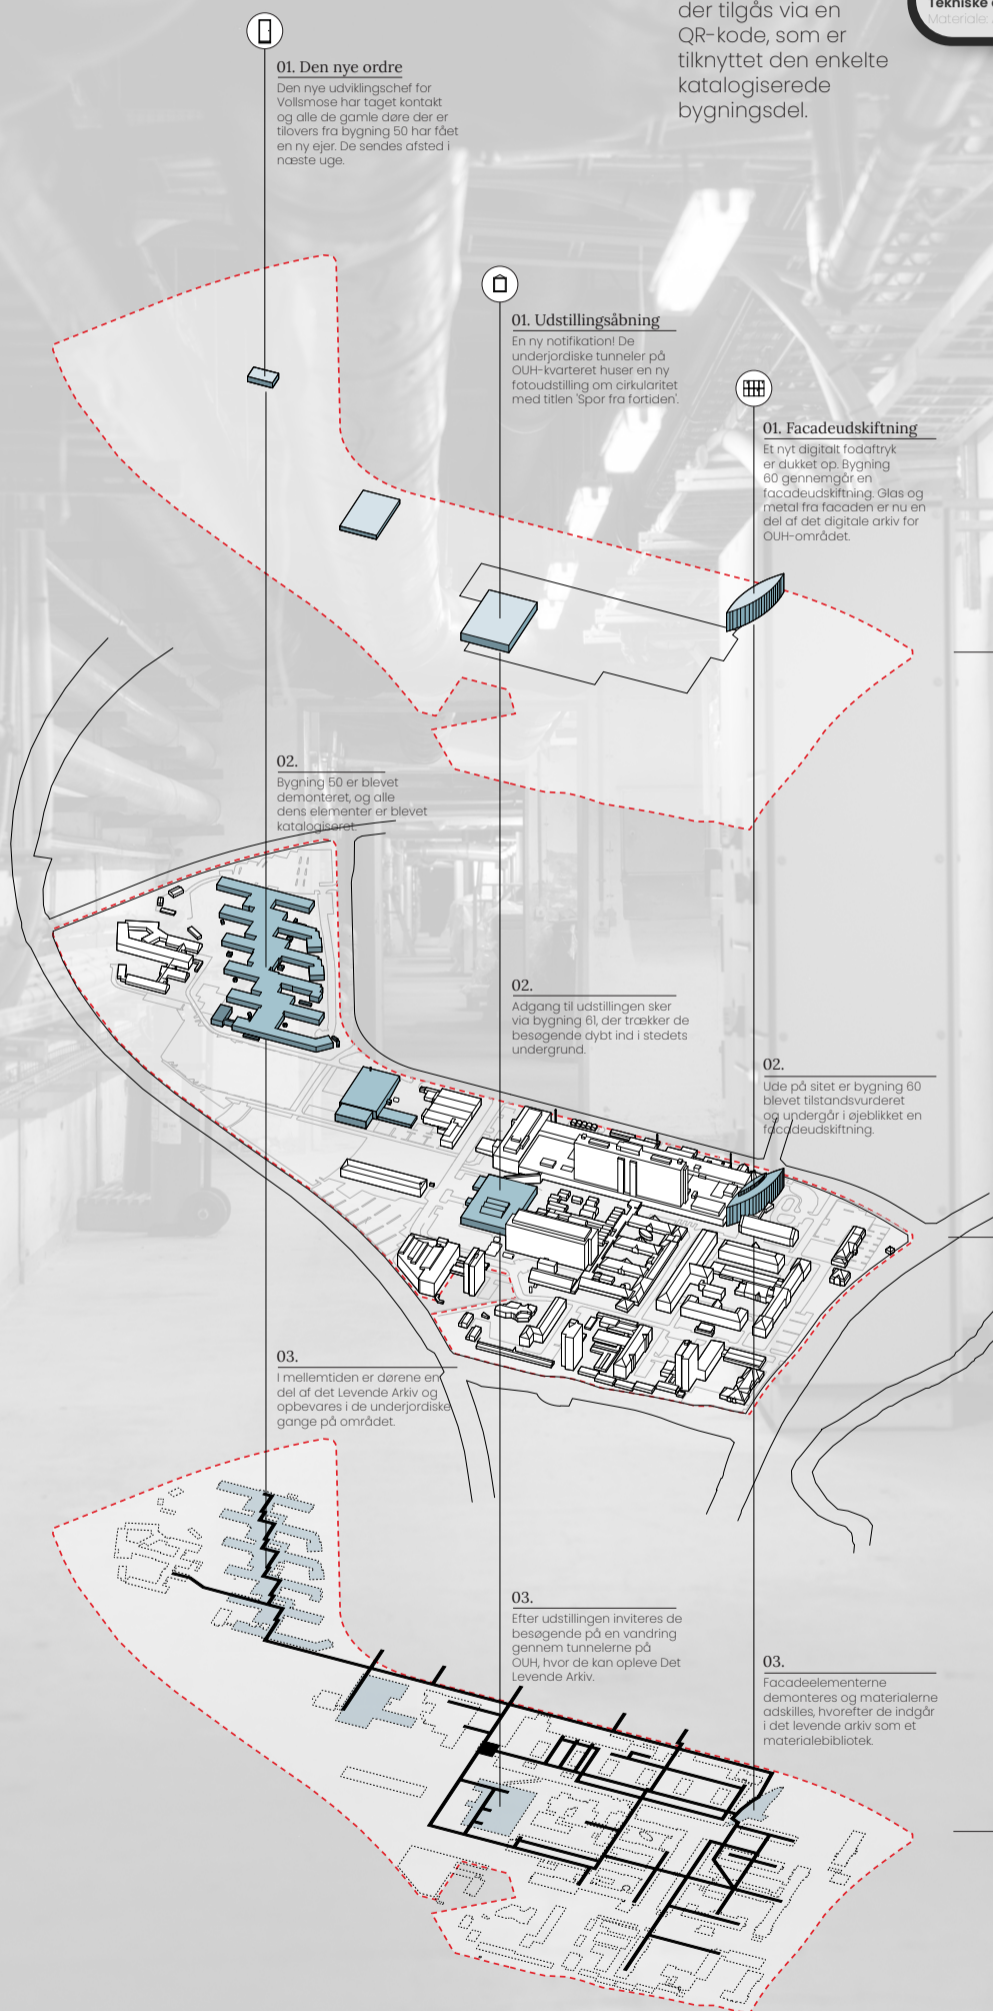 der tilgås via en
QR-kode, som er
tilknyttet den enkelte
katalogiserede
bygningsdel.
Tekniske
Materiale:
01. Den nye ordre
Den nye udviklingschef for
Vollsmose har taget kontakt
og alle de gamle døre der er
tilovers fra bygning 50 har fået
en ny ejer. De sendes afsted i
næste uge.
01. Udstillingsåbning
En ny notifikation! De
underjordiske tunneler på
OUH-kvarteret huser en ny
fotoudstilling om cirkularitet
med titlen 'Spor fra fortiden'.
01. Facadeudskiftning
Et nyt digitalt fodaftryk
er dukket op. Bygning
60 gennemgår en
facadeudskiftning. Glas og
metal fra facaden er nu en
del af det digitale arkiv for
OUH-området.
02.
Bygning 50 er blevet
demonteret, og alle
dens elementer er blevet
katalogiseret.
02.
Adgang til udstillingen sker
via bygning 61, der trækker de
besøgende dybt ind i stedets
undergrund.
02.
Ude på sitet er bygning 60
blevet tilstandsvurderet
og undergår i øjeblikket en
facadeudskiftning.
03.
I mellemtiden er dørene en
del af det Levende Arkiv og
opbevares i de underjordiske
gange på området.
03.
Efter udstillingen inviteres de
besøgende på en vandring
gennem tunnelerne på
OUH, hvor de kan opleve Det
Levende Arkiv.
03.
Facadeelementerne
demonteres og materialerne
adskilles, hvorefter de indgår
i det levende arkiv som et
materialebibliotek.